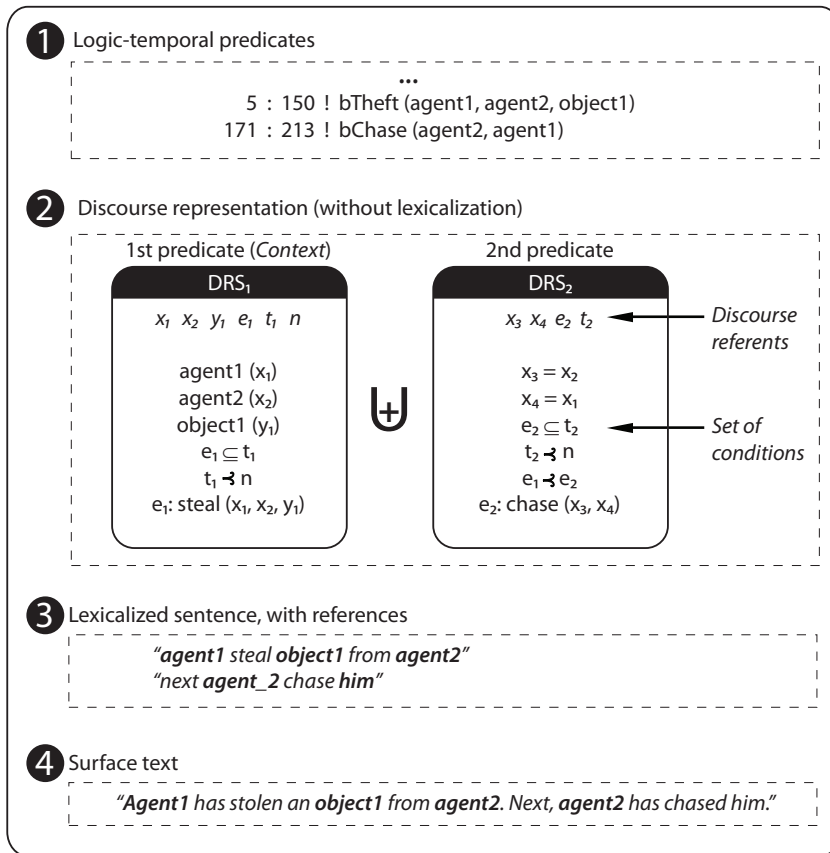 1 Logic-temporal predicates
...
5 : 150 ! bTheft (agent1, agent2, object1)
171 : 213 ! bChase (agent2, agent1)
2 Discourse representation (without lexicalization)
1st predicate (Context)
DRS₁
x₁ x₂ y₁ e₁ t₁ n
agent1 (x₁)
agent2 (x₂)
object1 (y₁)
e₁ ⊆ t₁
t₁ ⊰ n
e₁: steal (x₁, x₂, y₁)
⊎
2nd predicate
DRS₂
x₃ x₄ e₂ t₂
x₃ = x₂
x₄ = x₁
e₂ ⊆ t₂
t₂ ⊰ n
e₁ ⊰ e₂
e₂: chase (x₃, x₄)
Discourse
referents
Set of
conditions
3 Lexicalized sentence, with references
“agent1 steal object1 from agent2”
“next agent_2 chase him”
4 Surface text
“Agent1 has stolen an object1 from agent2. Next, agent2 has chased him.”